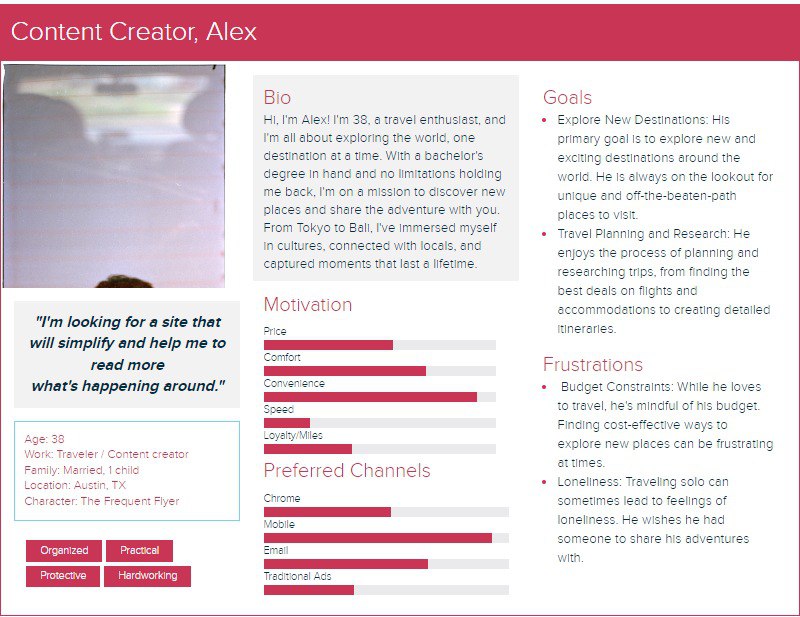 Content Creator, Alex
"I'm looking for a site that
will simplify and help me to
read more
what's happening around."
Age: 38
Work: Traveler / Content creator
Family: Married, 1 child
Location: Austin, TX
Character: The Frequent Flyer
Organized
Practical
Protective
Hardworking
Bio
Hi, I'm Alex! I'm 38, a travel enthusiast, and
I'm all about exploring the world, one
destination at a time. With a bachelor's
degree in hand and no limitations holding
me back, I'm on a mission to discover new
places and share the adventure with you.
From Tokyo to Bali, I've immersed myself
in cultures, connected with locals, and
captured moments that last a lifetime.
Motivation
Price
Comfort
Convenience
Speed
Loyalty/Miles
Preferred Channels
Chrome
Mobile
Email
Traditional Ads
Goals
• Explore New Destinations: His
primary goal is to explore new and
exciting destinations around the
world. He is always on the lookout for
unique and off-the-beaten-path
places to visit.
• Travel Planning and Research: He
enjoys the process of planning and
researching trips, from finding the
best deals on flights and
accommodations to creating detailed
itineraries.
Frustrations
• Budget Constraints: While he loves
to travel, he's mindful of his budget.
Finding cost-effective ways to
explore new places can be frustrating
at times.
• Loneliness: Traveling solo can
sometimes lead to feelings of
loneliness. He wishes he had
someone to share his adventures
with.